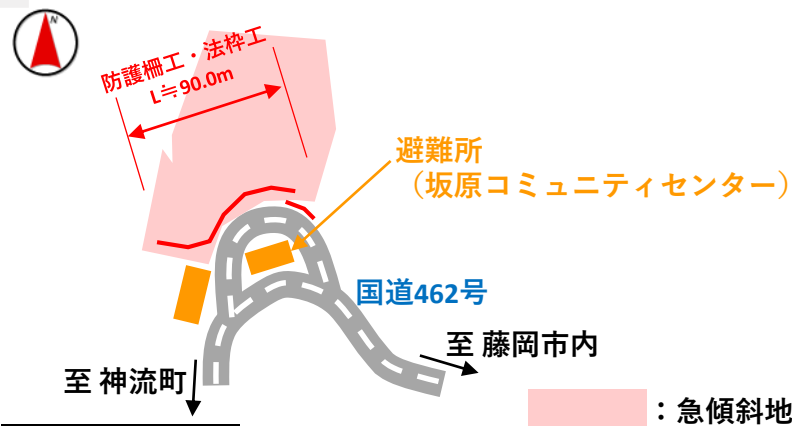 N
防護柵工・法枠工
L≒90.0m
避難所
（坂原コミュニティセンター）
国道462号
至 藤岡市内
至 神流町
：急傾斜地